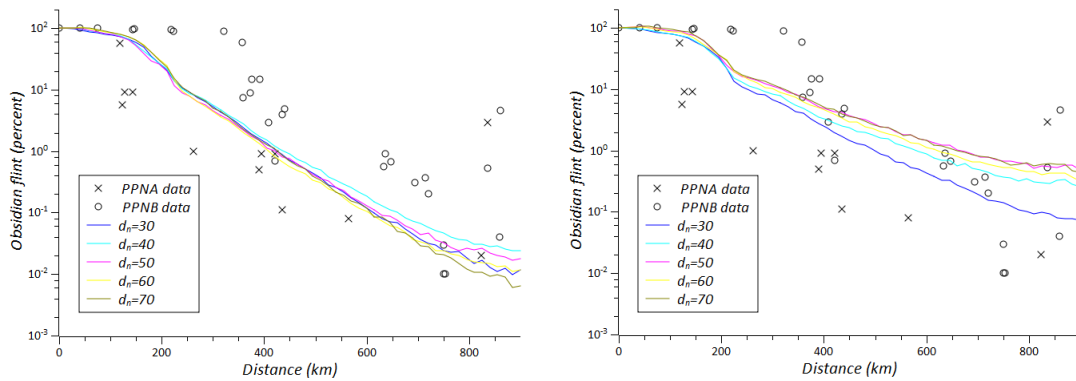 10²
10¹
10⁰
10⁻¹
10⁻²
10⁻³
Obsidian flint (percent)
PPNA data
PPNB data
dₙ=30
dₙ=40
dₙ=50
dₙ=60
dₙ=70
0 200 400 600 800
Distance (km)
10²
10¹
10⁰
10⁻¹
10⁻²
10⁻³
Obsidian flint (percent)
PPNA data
PPNB data
dₙ=30
dₙ=40
dₙ=50
dₙ=60
dₙ=70
0 200 400 600 800
Distance (km)